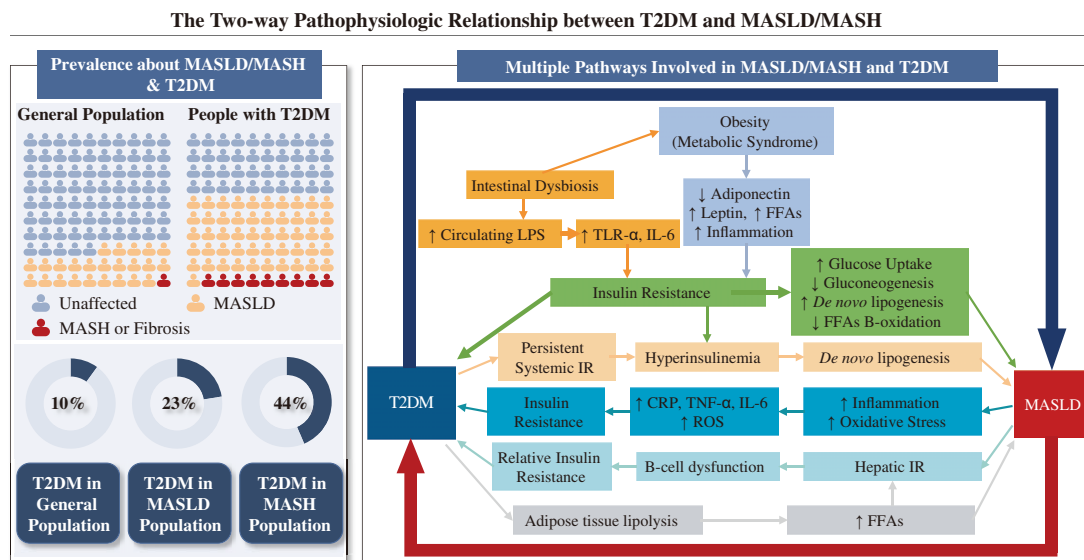 The Two-way Pathophysiologic Relationship between T2DM and MASLD/MASH
Prevalence about MASLD/MASH
& T2DM
General Population
People with T2DM
Unaffected
MASLD
MASH or Fibrosis
10%
23%
44%
T2DM in
General
Population
T2DM in
MASLD
Population
T2DM in
MASH
Population
Multiple Pathways Involved in MASLD/MASH and T2DM
Obesity
(Metabolic Syndrome)
Intestinal Dysbiosis
↓ Adiponectin
↑ Leptin, ↑ FFAs
↑ Inflammation
↑ Circulating LPS
↑ TLR-α, IL-6
Insulin Resistance
↑ Glucose Uptake
↓ Gluconeogenesis
↑ De novo lipogenesis
↓ FFAs B-oxidation
Persistent
Systemic IR
Hyperinsulinemia
De novo lipogenesis
T2DM
Insulin
Resistance
↑ CRP, TNF-α, IL-6
↑ ROS
↑ Inflammation
↑ Oxidative Stress
MASLD
Relative Insulin
Resistance
B-cell dysfunction
Hepatic IR
Adipose tissue lipolysis
↑ FFAs